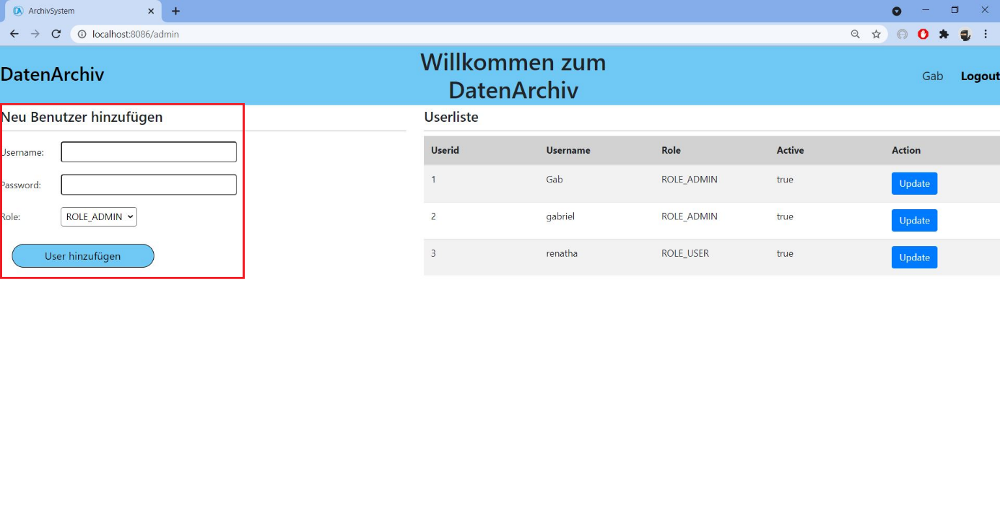 ArchivSystem
localhost:8086/admin
DatenArchiv
Willkommen zum
DatenArchiv
Gab Logout
Neu Benutzer hinzufügen
Username:
Password:
Role: ROLE_ADMIN
User hinzufügen
Userliste
Userid Username Role Active Action
1 Gab ROLE_ADMIN true Update
2 gabriel ROLE_ADMIN true Update
3 renatha ROLE_USER true Update